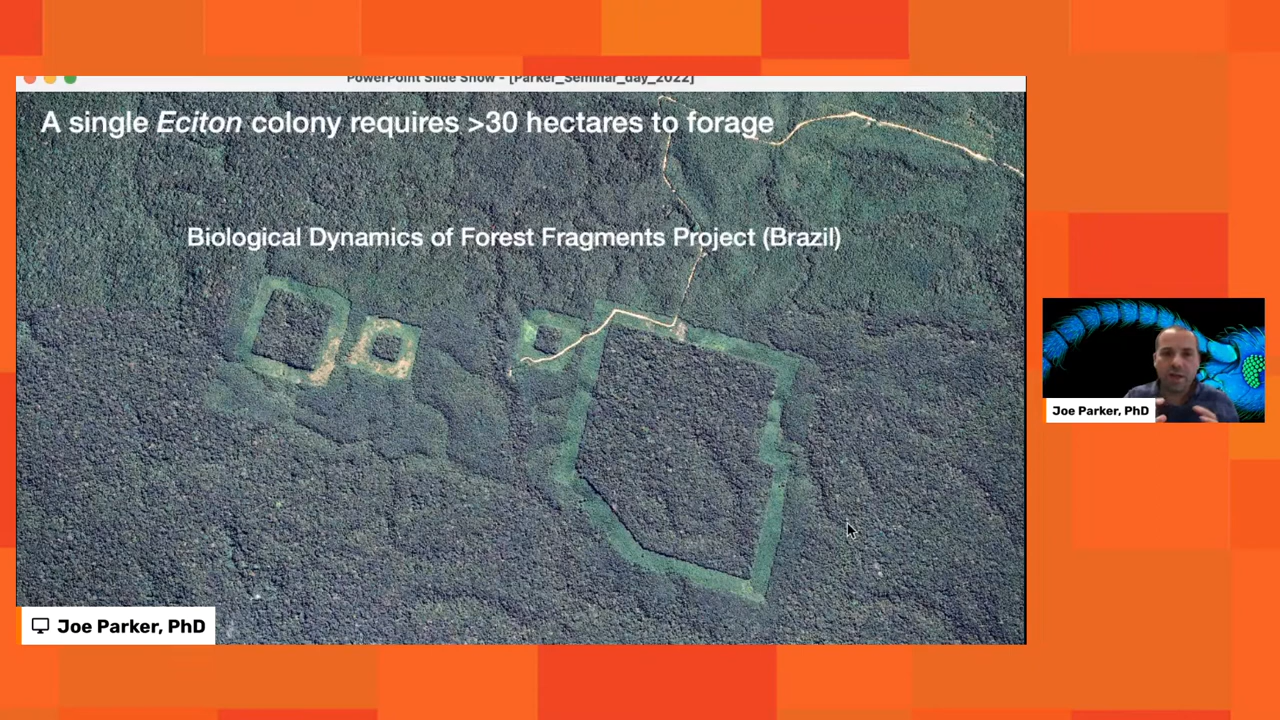 PowerPoint Slide Show - [Parker_Seminar_day_2022]
A single Eciton colony requires >30 hectares to forage
Biological Dynamics of Forest Fragments Project (Brazil)
Joe Parker, PhD
Joe Parker, PhD